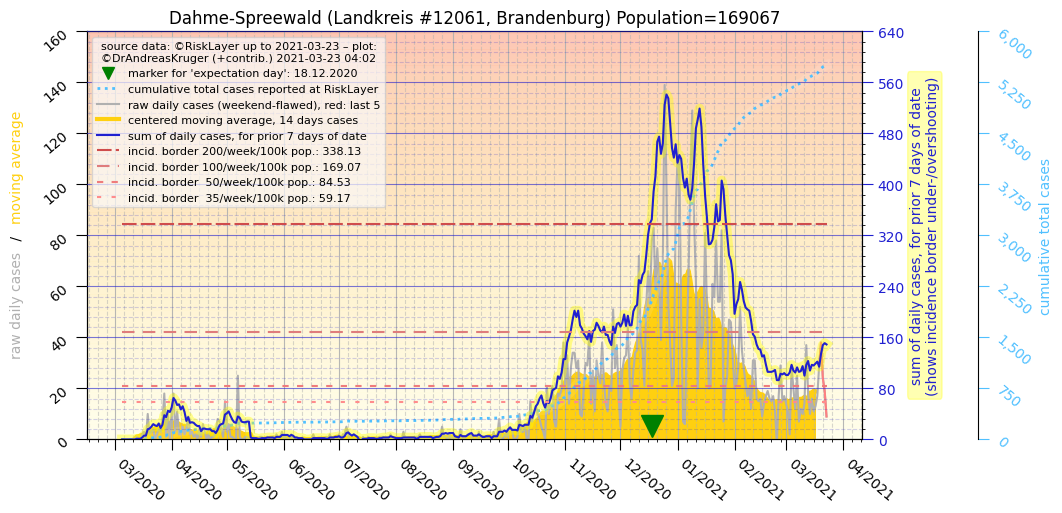 Dahme-Spreewald (Landkreis #12061, Brandenburg) Population=169067
source data: ©RiskLayer up to 2021-03-23 – plot:
©DrAndreasKruger (+contrib.) 2021-03-23 04:02
marker for 'expectation day': 18.12.2020
cumulative total cases reported at RiskLayer
raw daily cases (weekend-flawed), red: last 5
centered moving average, 14 days cases
sum of daily cases, for prior 7 days of date
incid. border 200/week/100k pop.: 338.13
incid. border 100/week/100k pop.: 169.07
incid. border  50/week/100k pop.: 84.53
incid. border  35/week/100k pop.: 59.17
raw daily cases / moving average
160
140
120
100
80
60
40
20
0
03/2020
04/2020
05/2020
06/2020
07/2020
08/2020
09/2020
10/2020
11/2020
12/2020
01/2021
02/2021
03/2021
04/2021
640
560
480
400
320
240
160
80
0
sum of daily cases, for prior 7 days of date
(shows incidence border under-/overshooting)
6,000
5,250
4,500
3,750
3,000
2,250
1,500
750
0
cumulative total cases